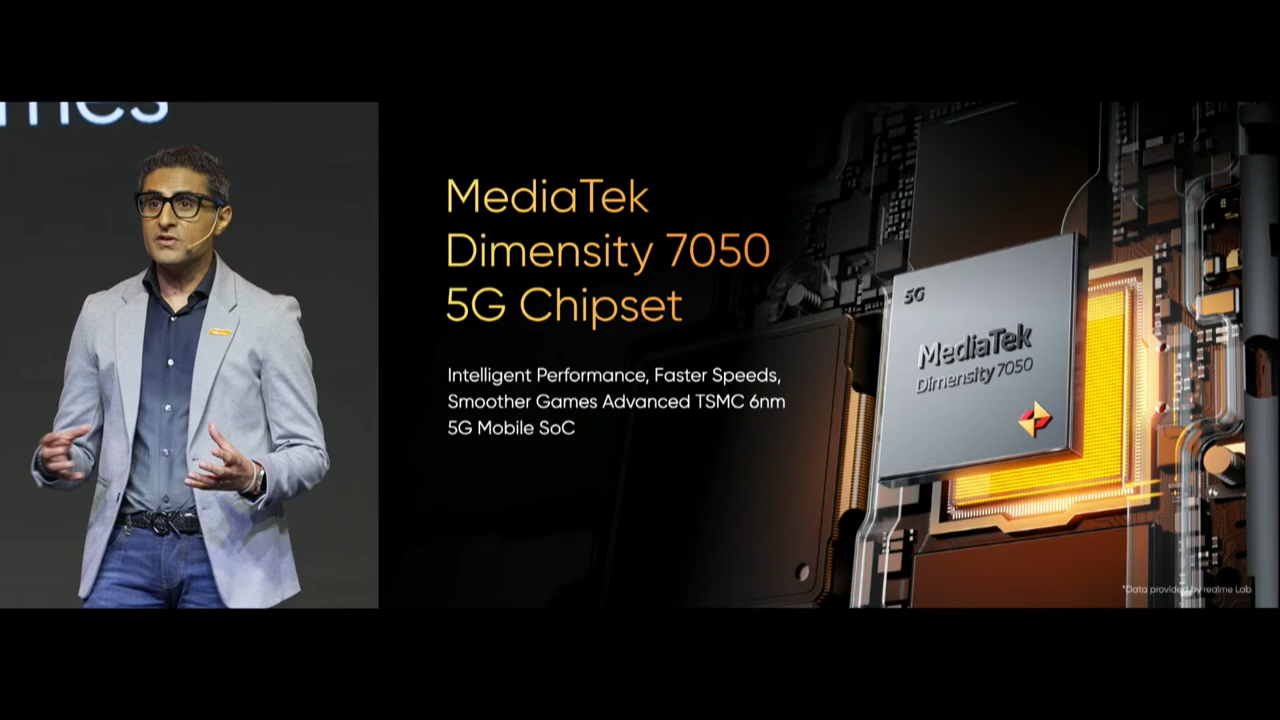 MediaTek
Dimensity 7050
5G Chipset
Intelligent Performance, Faster Speeds,
Smoother Games Advanced TSMC 6nm
5G Mobile SoC
5G
MediaTek
Dimensity 7050
*Data provided by realme Lab.